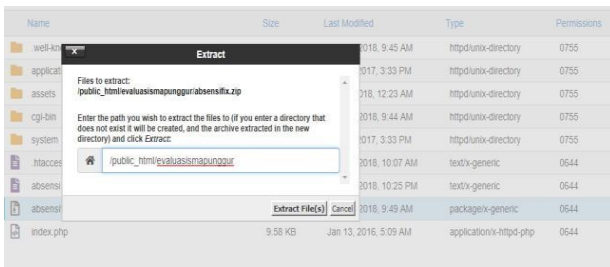 Name Size Last Modified Type Permissions
.well-kn 2018, 9:45 AM httpd/unix-directory 0755
applicat 2017, 3:33 PM httpd/unix-directory 0755
assets 2018, 12:23 AM httpd/unix-directory 0755
cgi-bin 2018, 9:44 AM httpd/unix-directory 0755
system 2017, 3:33 PM httpd/unix-directory 0755
.htacces 2018, 10:07 AM text/x-generic 0644
absensi 2018, 10:25 PM text/x-generic 0644
absensi 2018, 9:49 AM package/x-generic 0644
index.php 9.58 KB Jan 13, 2016, 5:09 AM application/x-httpd-php 0644
x Extract
Files to extract:
/public_html/evaluasismapunggur/absensifix.zip
Enter the path you wish to extract the files to (if you enter a directory that
does not exist it will be created, and the archive extracted in the new
directory) and click Extract:
/public_html/evaluasismapunggur
Extract File(s) Cancel